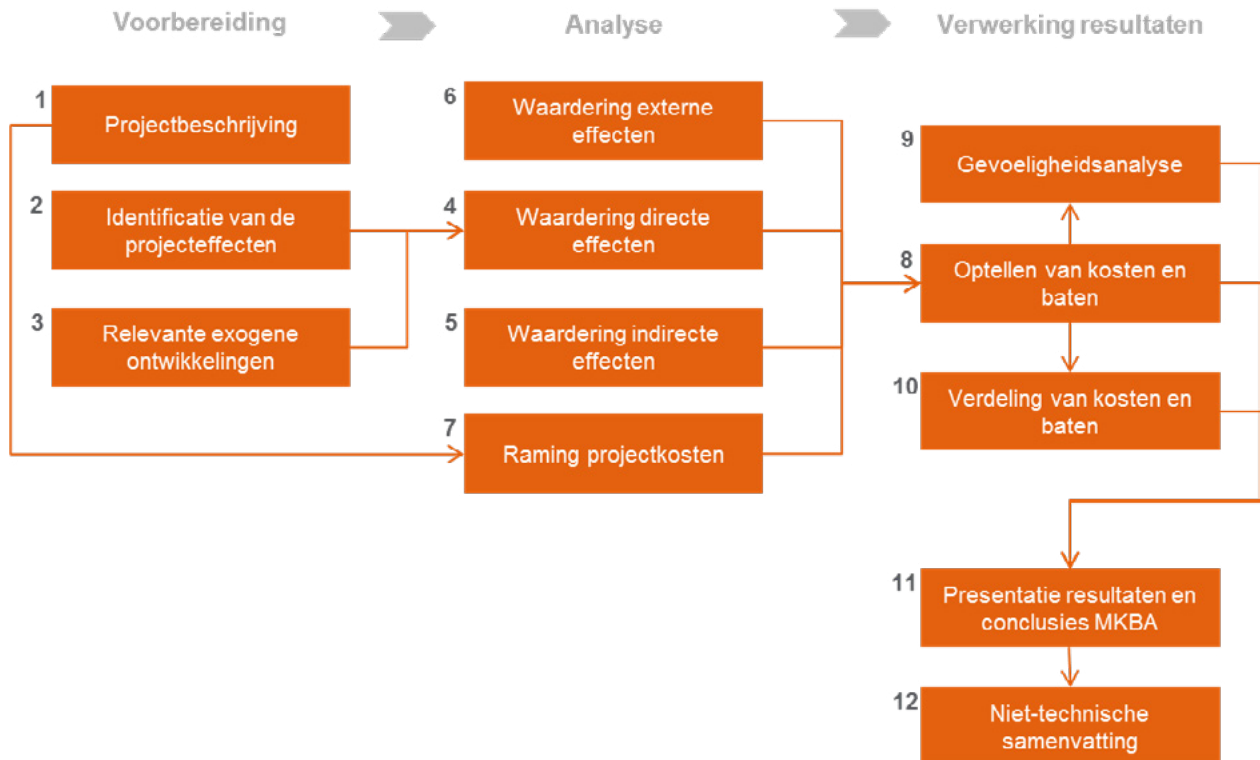 Voorbereiding
Analyse
Verwerking resultaten
1
Projectbeschrijving
2
Identificatie van de
projecteffecten
3
Relevante exogene
ontwikkelingen
6
Waardering externe
effecten
4
Waardering directe
effecten
5
Waardering indirecte
effecten
7
Raming projectkosten
9
Gevoeligheidsanalyse
8
Optellen van kosten en
baten
10
Verdeling van kosten en
baten
11
Presentatie resultaten en
conclusies MKBA
12
Niet-technische
samenvatting